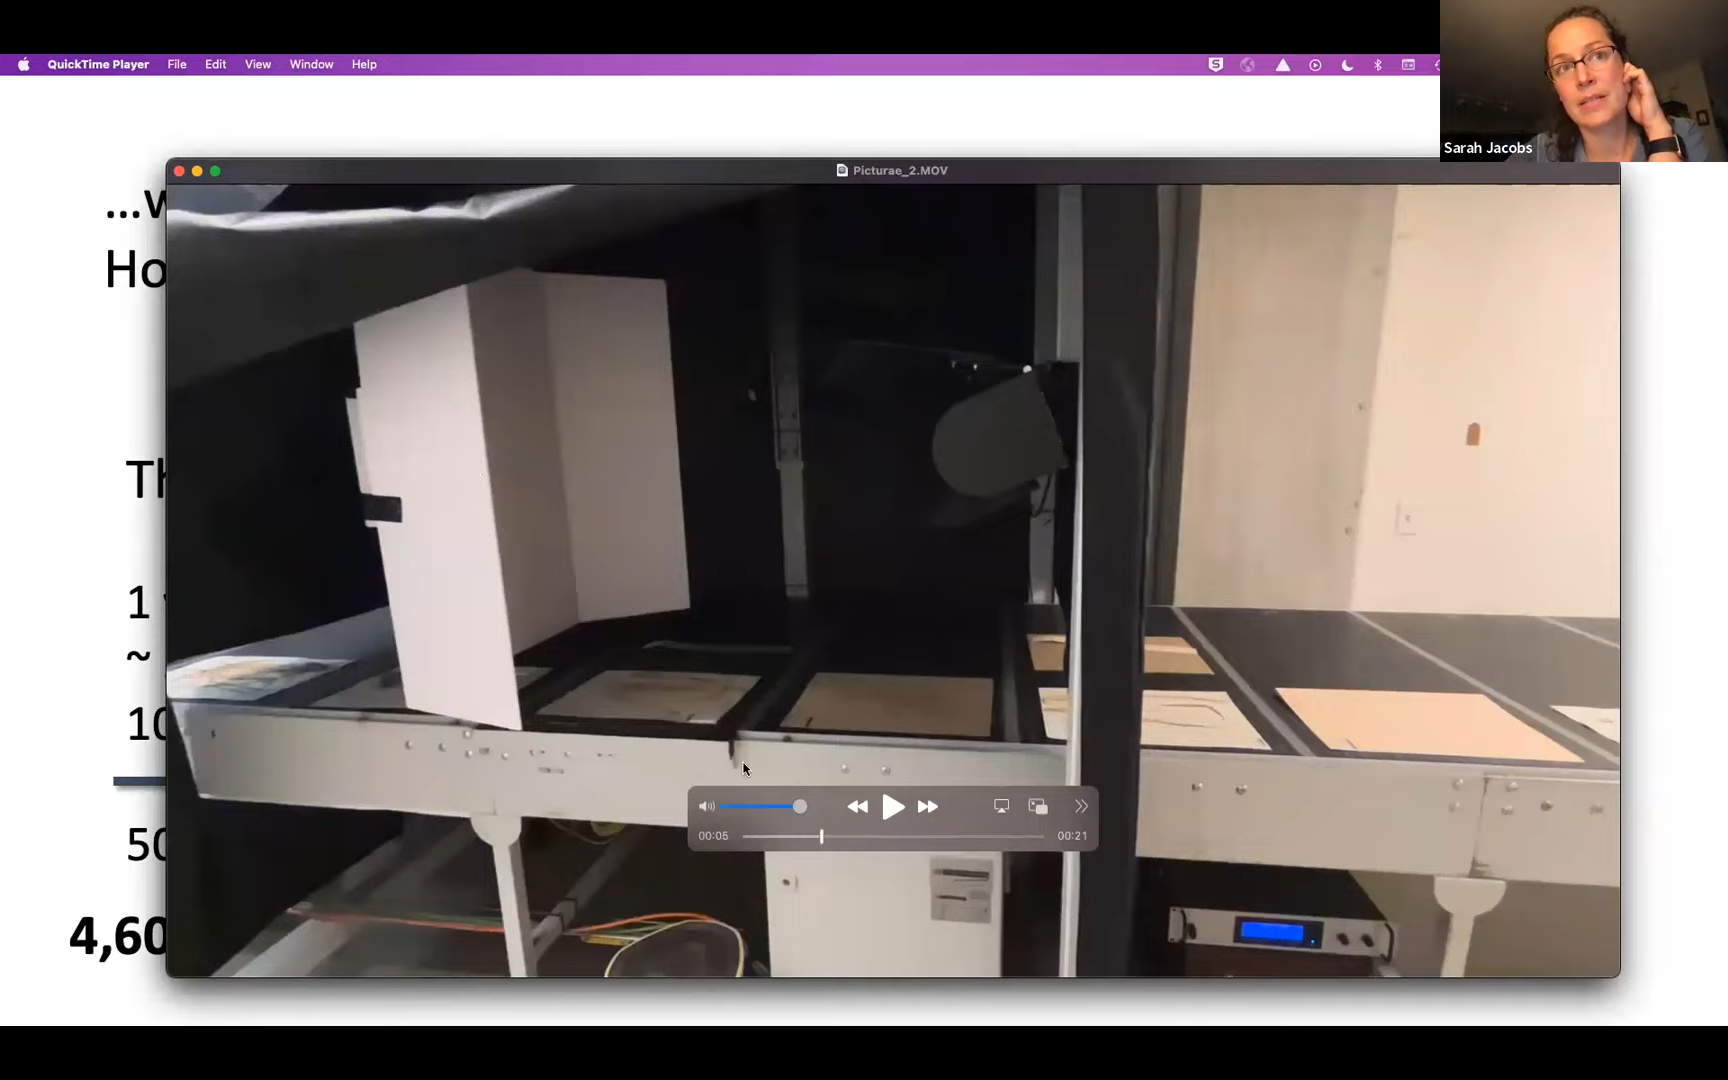 QuickTime Player File Edit View Window Help
Sarah Jacobs
Picturae_2.MOV
...w
Ho
Th
1
~
10
50
4,60
00:05 00:21